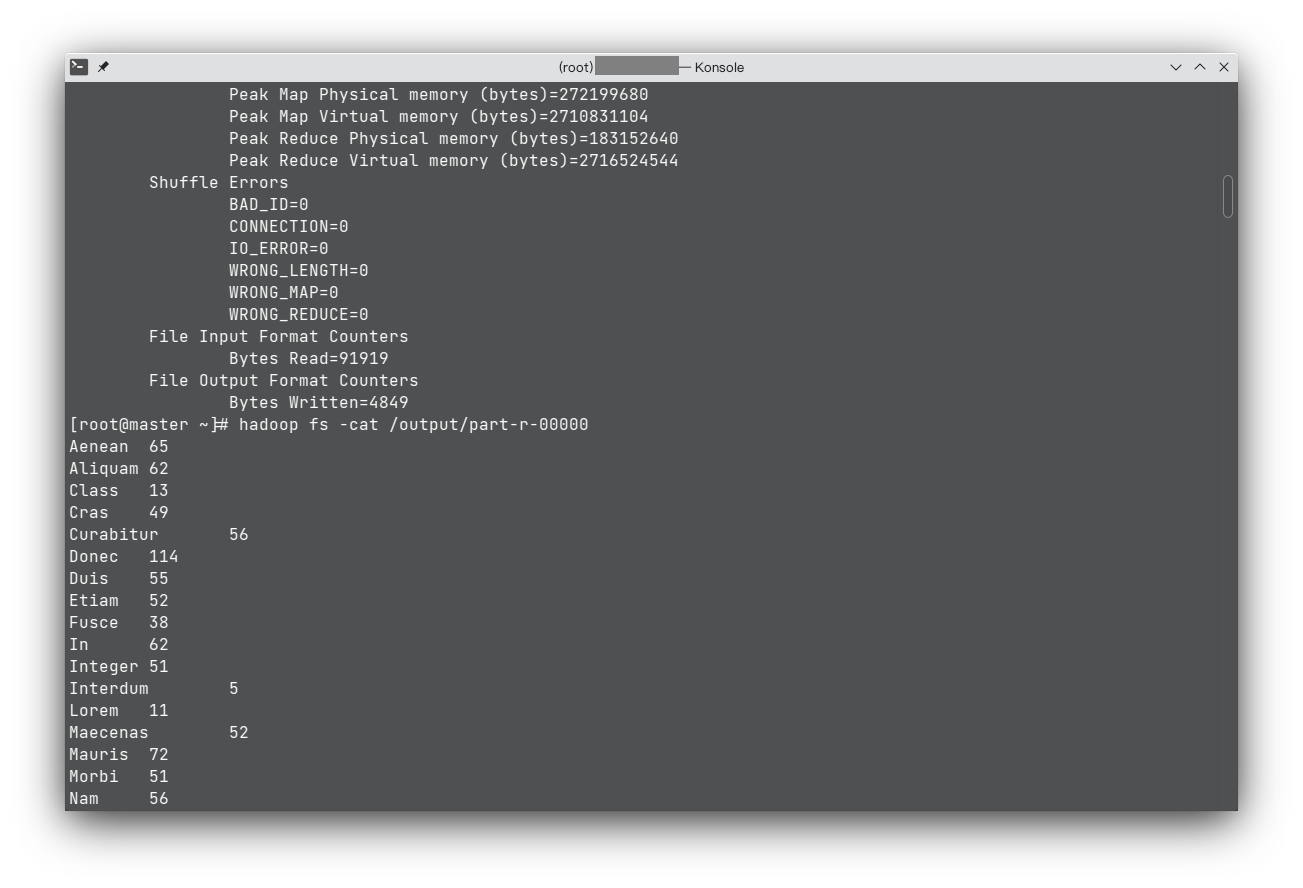 (root) — Konsole
Peak Map Physical memory (bytes)=272199680
Peak Map Virtual memory (bytes)=2710831104
Peak Reduce Physical memory (bytes)=183152640
Peak Reduce Virtual memory (bytes)=2716524544
Shuffle Errors
BAD_ID=0
CONNECTION=0
IO_ERROR=0
WRONG_LENGTH=0
WRONG_MAP=0
WRONG_REDUCE=0
File Input Format Counters
Bytes Read=91919
File Output Format Counters
Bytes Written=4849
[root@master ~]# hadoop fs -cat /output/part-r-00000
Aenean 65
Aliquam 62
Class 13
Cras 49
Curabitur 56
Donec 114
Duis 55
Etiam 52
Fusce 38
In 62
Integer 51
Interdum 5
Lorem 11
Maecenas 52
Mauris 72
Morbi 51
Nam 56